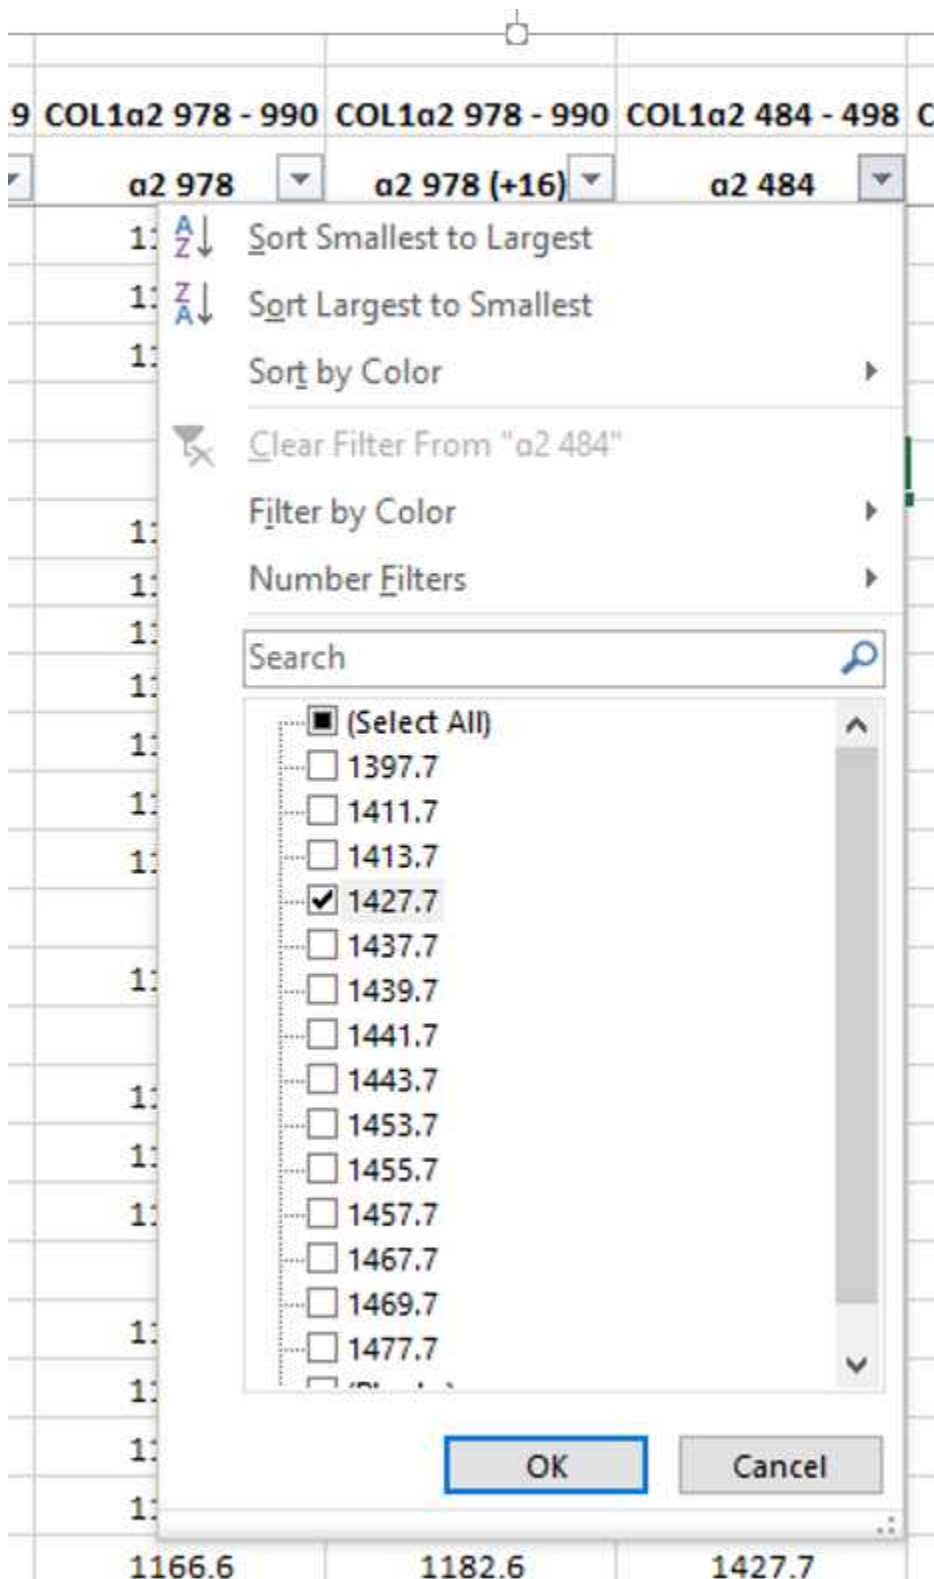 9 COL1α2 978 - 990 COL1α2 978 - 990 COL1α2 484 - 498 C
α2 978 α2 978 (+16) α2 484
Sort Smallest to Largest
Sort Largest to Smallest
Sort by Color
Clear Filter From "α2 484"
Filter by Color
Number Filters
Search
(Select All)
1397.7
1411.7
1413.7
1427.7
1437.7
1439.7
1441.7
1443.7
1453.7
1455.7
1457.7
1467.7
1469.7
1477.7
OK Cancel
1166.6 1182.6 1427.7